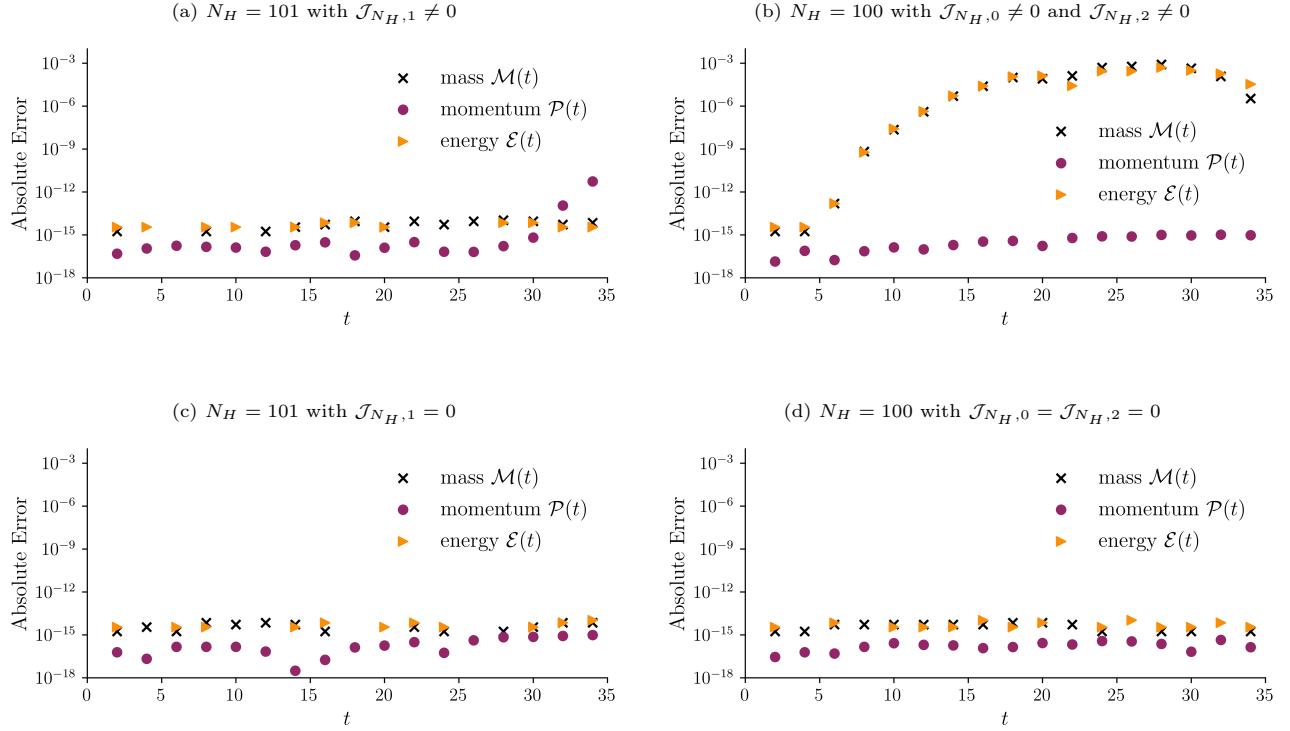 (a) N_H = 101 with 𝒥_{N_H,1} ≠ 0
10^{−3}
10^{−6}
10^{−9}
10^{−12}
10^{−15}
10^{−18}
Absolute Error
mass ℳ(t)
momentum 𝒫(t)
energy ℰ(t)
0 5 10 15 20 25 30 35
t
(b) N_H = 100 with 𝒥_{N_H,0} ≠ 0 and 𝒥_{N_H,2} ≠ 0
10^{−3}
10^{−6}
10^{−9}
10^{−12}
10^{−15}
10^{−18}
Absolute Error
mass ℳ(t)
momentum 𝒫(t)
energy ℰ(t)
0 5 10 15 20 25 30 35
t
(c) N_H = 101 with 𝒥_{N_H,1} = 0
10^{−3}
10^{−6}
10^{−9}
10^{−12}
10^{−15}
10^{−18}
Absolute Error
mass ℳ(t)
momentum 𝒫(t)
energy ℰ(t)
0 5 10 15 20 25 30 35
t
(d) N_H = 100 with 𝒥_{N_H,0} = 𝒥_{N_H,2} = 0
10^{−3}
10^{−6}
10^{−9}
10^{−12}
10^{−15}
10^{−18}
Absolute Error
mass ℳ(t)
momentum 𝒫(t)
energy ℰ(t)
0 5 10 15 20 25 30 35
t